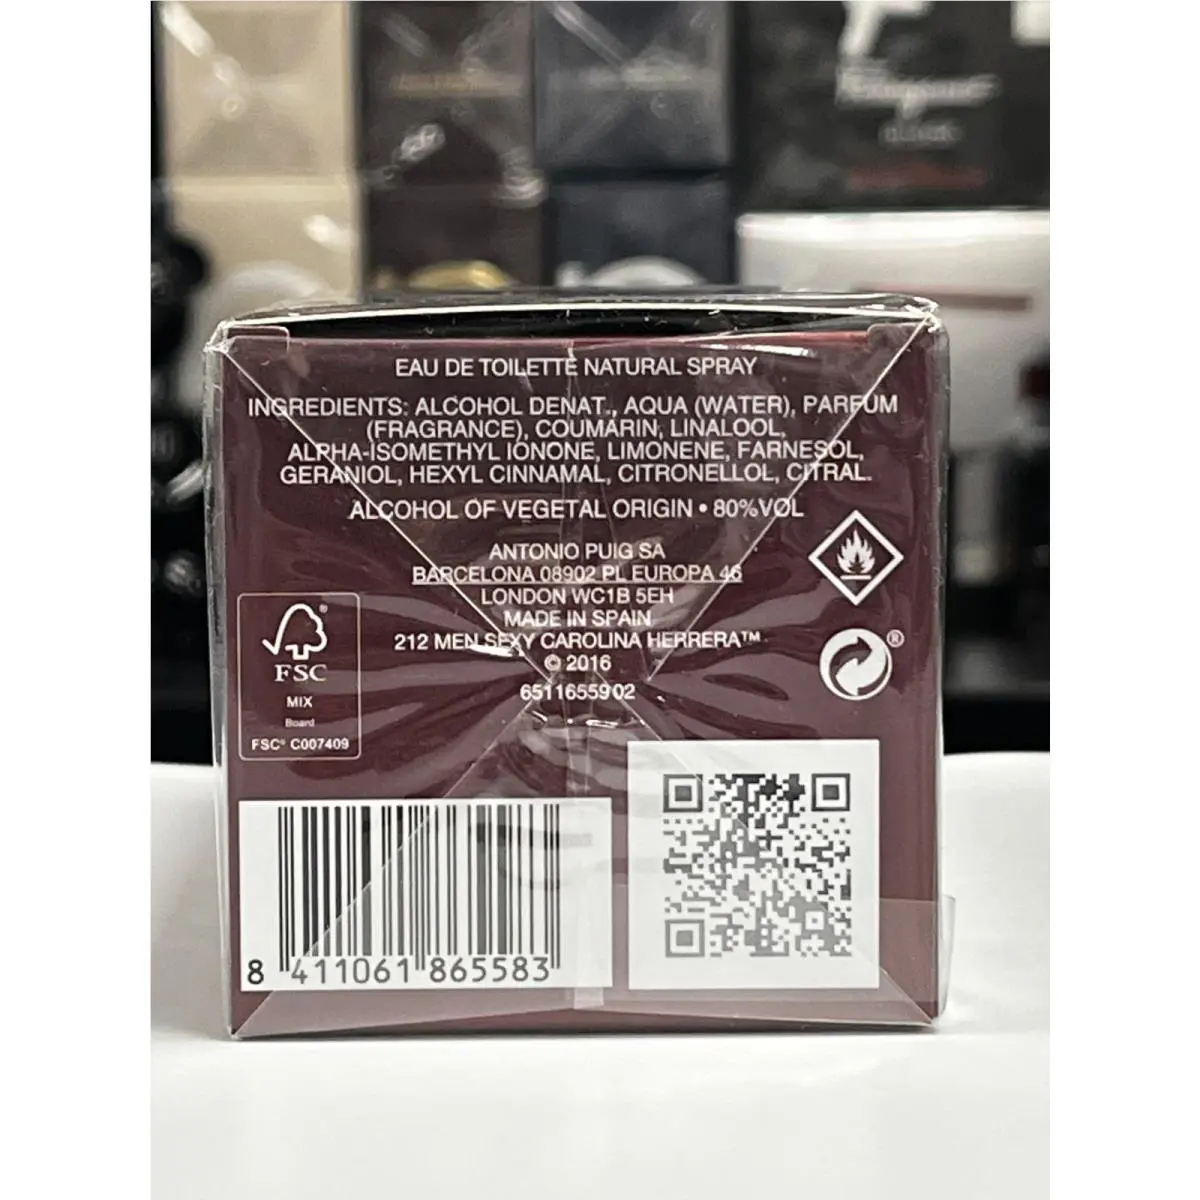 EAU DE TOILETTE NATURAL SPRAY
INGREDIENTS: ALCOHOL DENAT., AQUA (WATER), PARFUM
(FRAGRANCE), COUMARIN, LINALOOL,
ALPHA-ISOMETHYL IONONE, LIMONENE, FARNESOL,
GERANIOL, HEXYL CINNAMAL, CITRONELLOL, CITRAL.
ALCOHOL OF VEGETAL ORIGIN • 80%VOL
ANTONIO PUIG SA
BARCELONA 08902 PL EUROPA 46
LONDON WC1B 5EH
MADE IN SPAIN
212 MEN SEXY CAROLINA HERRERA™
© 2016
6511655902
®
FSC
MIX
Board
FSC® C007409
®
8 411061 865583